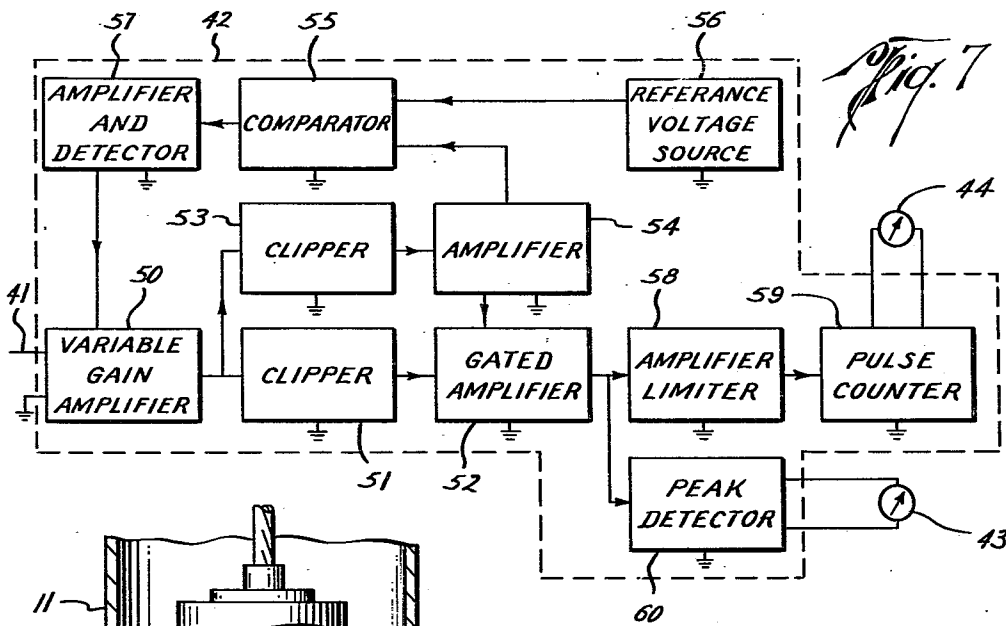 57
42
55
56
Fig. 7
AMPLIFIER
AND
DETECTOR
COMPARATOR
REFERANCE
VOLTAGE
SOURCE
44
53
CLIPPER
AMPLIFIER
54
50
58
59
41
VARIABLE
GAIN
AMPLIFIER
CLIPPER
GATED
AMPLIFIER
AMPLIFIER
LIMITER
PULSE
COUNTER
51
52
PEAK
DETECTOR
43
60
11